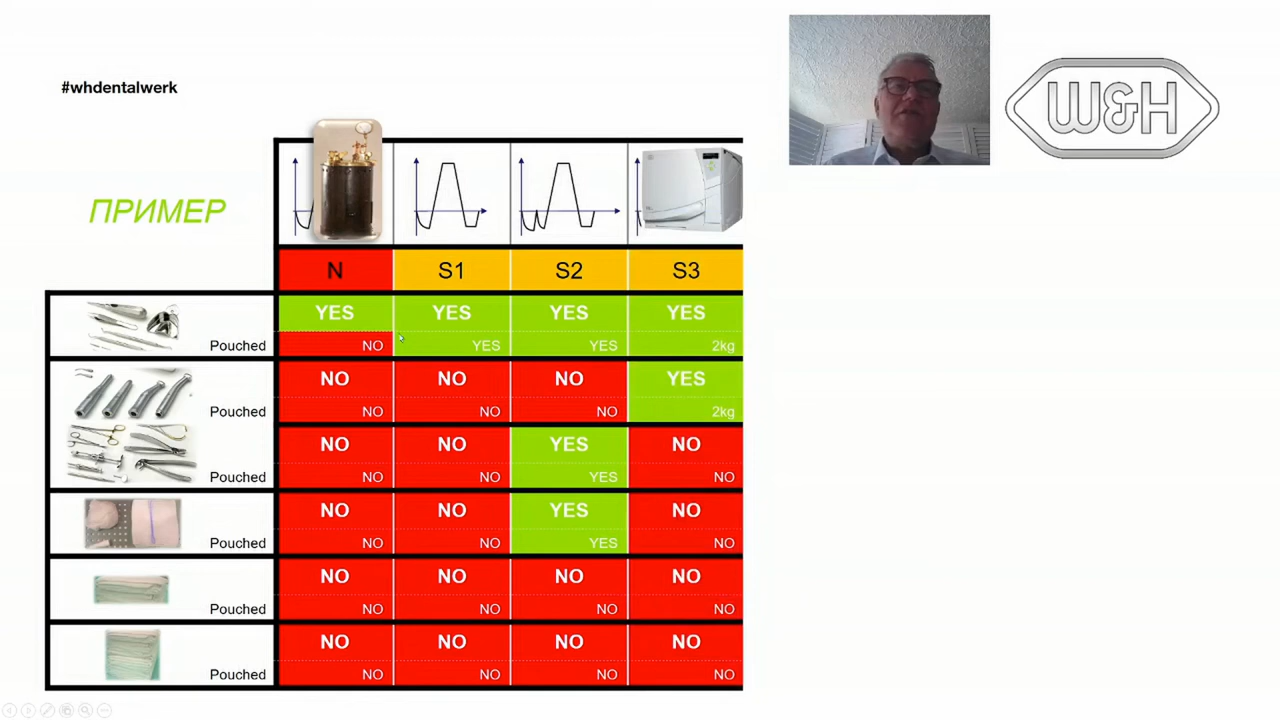 #whdentalwerk
W&H
ПРИМЕР
N S1 S2 S3
YES YES YES YES
Pouched NO YES YES 2kg
NO NO NO YES
Pouched NO NO NO 2kg
NO NO YES NO
Pouched NO NO YES NO
NO NO YES NO
Pouched NO NO YES NO
NO NO NO NO
Pouched NO NO NO NO
NO NO NO NO
Pouched NO NO NO NO